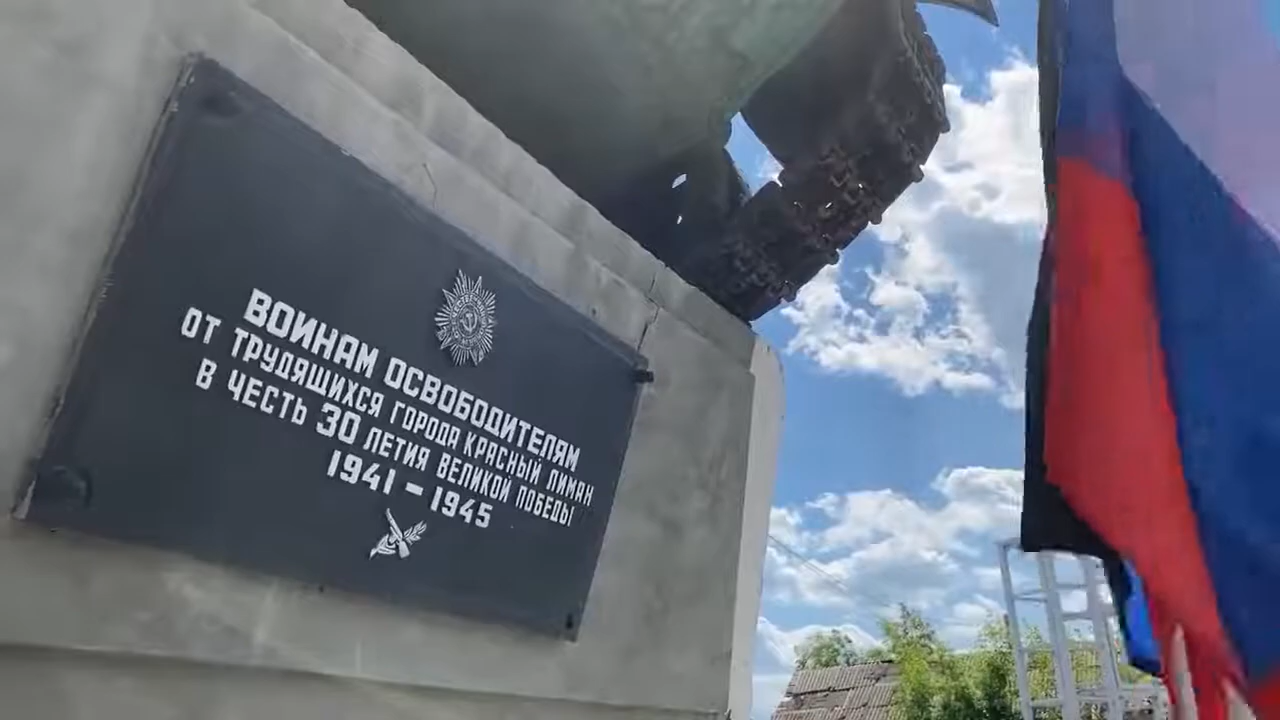 ВОИНАМ ОСВОБОДИТЕЛЯМ
ОТ ТРУДЯЩИХСЯ ГОРОДА КРАСНЫЙ ЛИМАН
В ЧЕСТЬ 30 ЛЕТИЯ ВЕЛИКОЙ ПОБЕДЫ
1941-1945